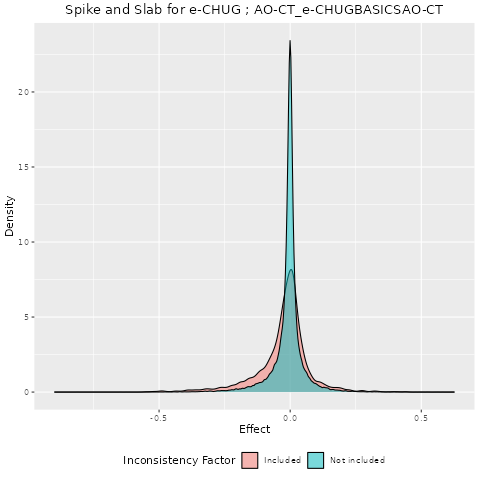 Spike and Slab for e-CHUG ; AO-CT_e-CHUGBASICSAO-CT
Density
20
15
10
5
0
-0.5 0.0 0.5
Effect
Inconsistency Factor Included Not included